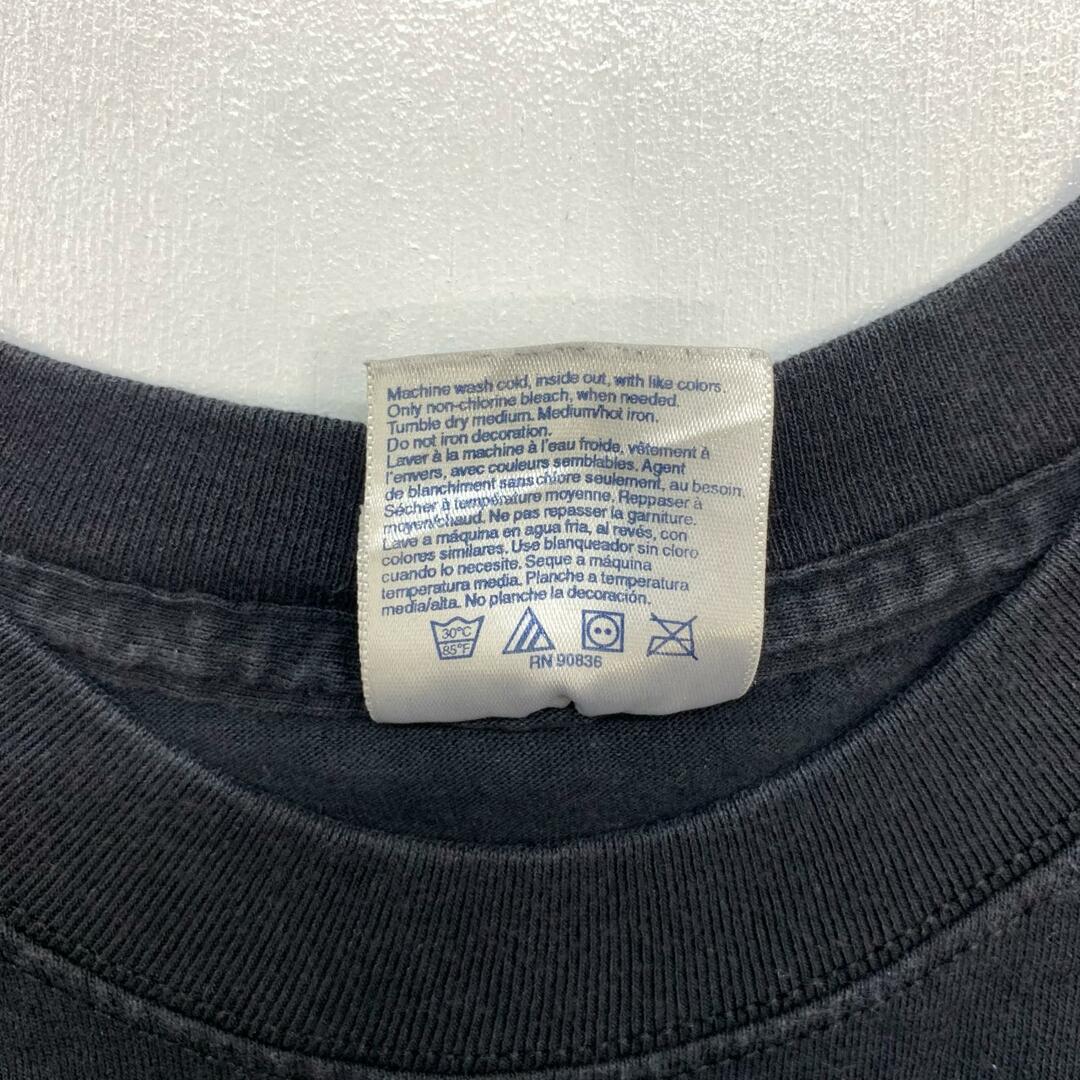 Machine wash cold, inside out, with like colors.
Only non-chlorine bleach, when needed.
Tumble dry medium. Medium/hot iron.
Do not iron decoration.
Laver à la machine à l'eau froide, vêtement à
l'envers, avec couleurs semblables. Agent
de blanchiment sans chlore seulement, au besoin.
Sécher à température moyenne. Reppaser à
moyen/chaud. Ne pas repasser la garniture.
Lave a máquina en agua fria, al revés, con
colores similares. Use blanqueador sin cloro
cuando lo necesite. Seque a máquina
temperatura media. Planche a temperatura
media/alta. No planche la decoración.
30°C
85°F
RN 90836